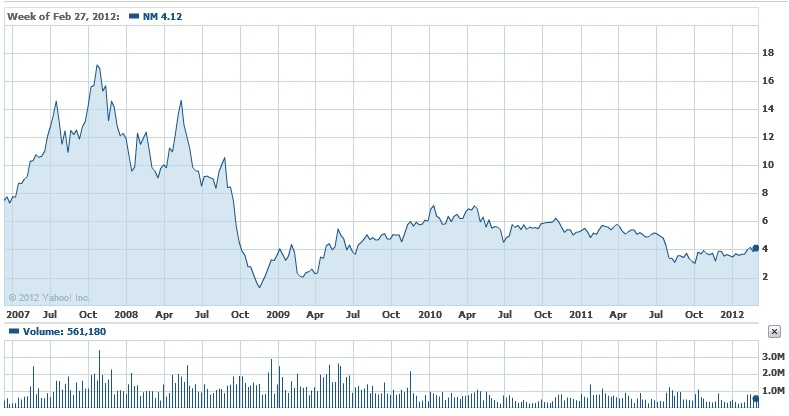 Week of Feb 27, 2012: NM 4.12
18
16
14
12
10
8
6
4
2
© 2012 Yahoo! Inc.
2007 Jul Oct 2008 Apr Jul Oct 2009 Apr Jul Oct 2010 Apr Jul Oct 2011 Apr Jul Oct 2012
Volume: 561,180
3.0M
2.0M
1.0M